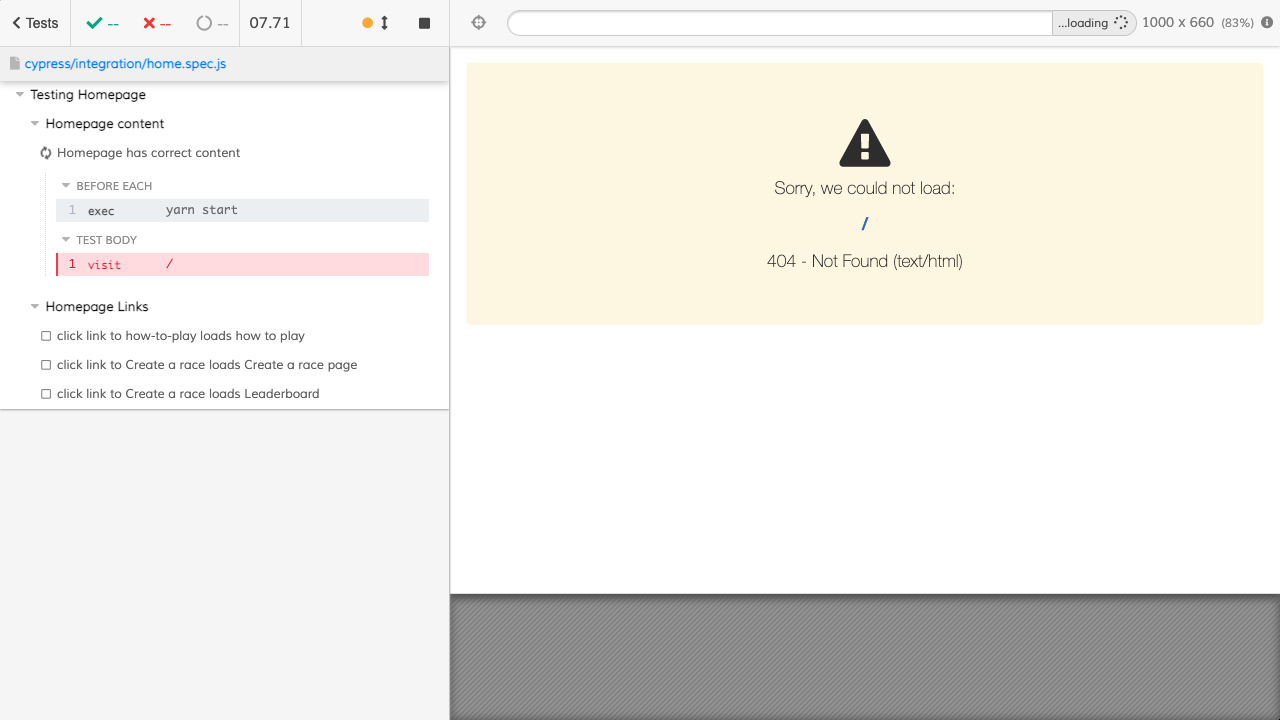 Tests -- -- -- 07.71
...loading 1000 x 660 (83%)
cypress/integration/home.spec.js
Testing Homepage
Homepage content
Homepage has correct content
BEFORE EACH
1 exec yarn start
TEST BODY
1 visit /
Homepage Links
click link to how-to-play loads how to play
click link to Create a race loads Create a race page
click link to Create a race loads Leaderboard
Sorry, we could not load:
/
404 - Not Found (text/html)